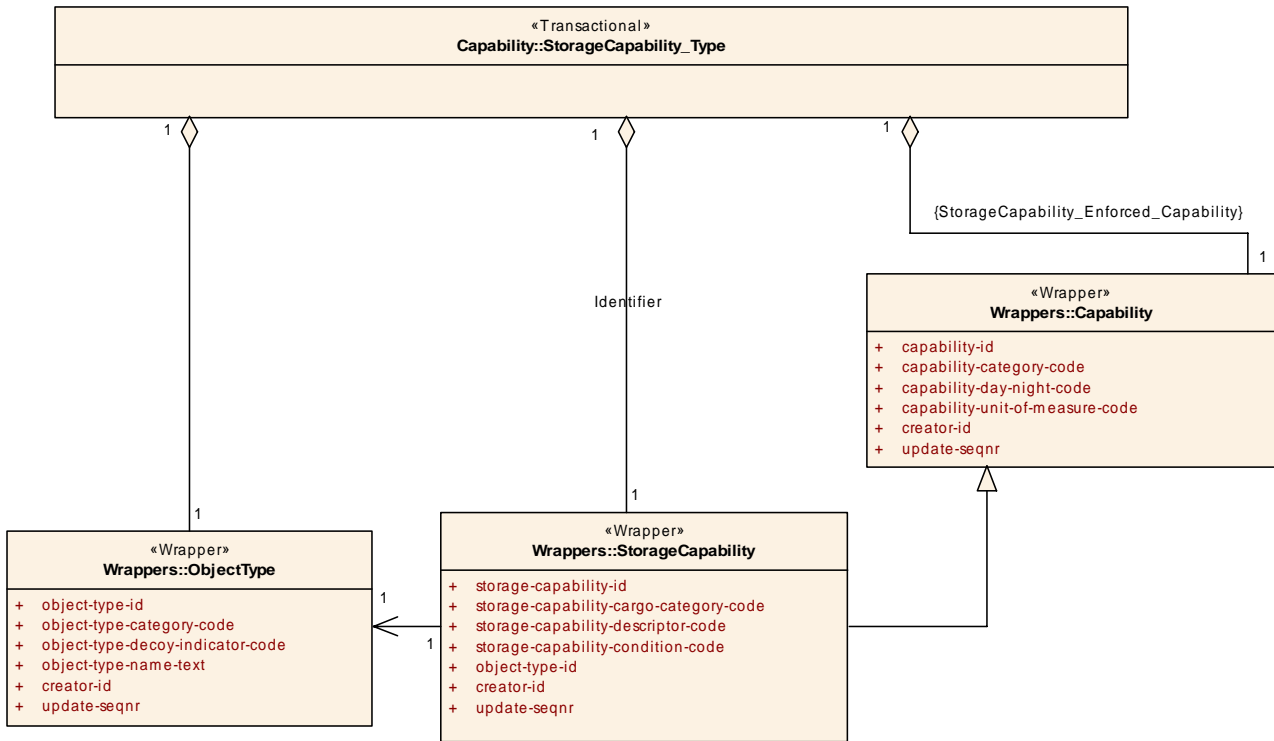 «Transactional»
Capability::StorageCapability_Type
1
1
1
{StorageCapability_Enforced_Capability}
1
Identifier
«Wrapper»
Wrappers::Capability
+ capability-id
+ capability-category-code
+ capability-day-night-code
+ capability-unit-of-measure-code
+ creator-id
+ update-seqnr
1
1
«Wrapper»
Wrappers::ObjectType
+ object-type-id
+ object-type-category-code
+ object-type-decoy-indicator-code
+ object-type-name-text
+ creator-id
+ update-seqnr
1
1
«Wrapper»
Wrappers::StorageCapability
+ storage-capability-id
+ storage-capability-cargo-category-code
+ storage-capability-descriptor-code
+ storage-capability-condition-code
+ object-type-id
+ creator-id
+ update-seqnr